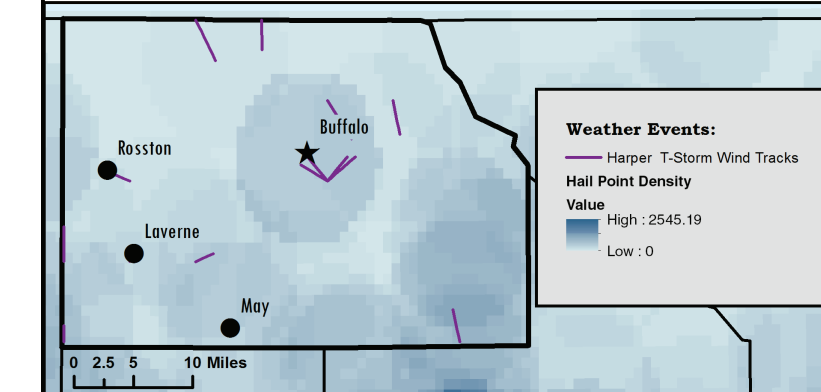 Buffalo
Rosston
Laverne
May
0 2.5 5 10 Miles
Weather Events:
Harper T-Storm Wind Tracks
Hail Point Density
Value
High : 2545.19
Low : 0